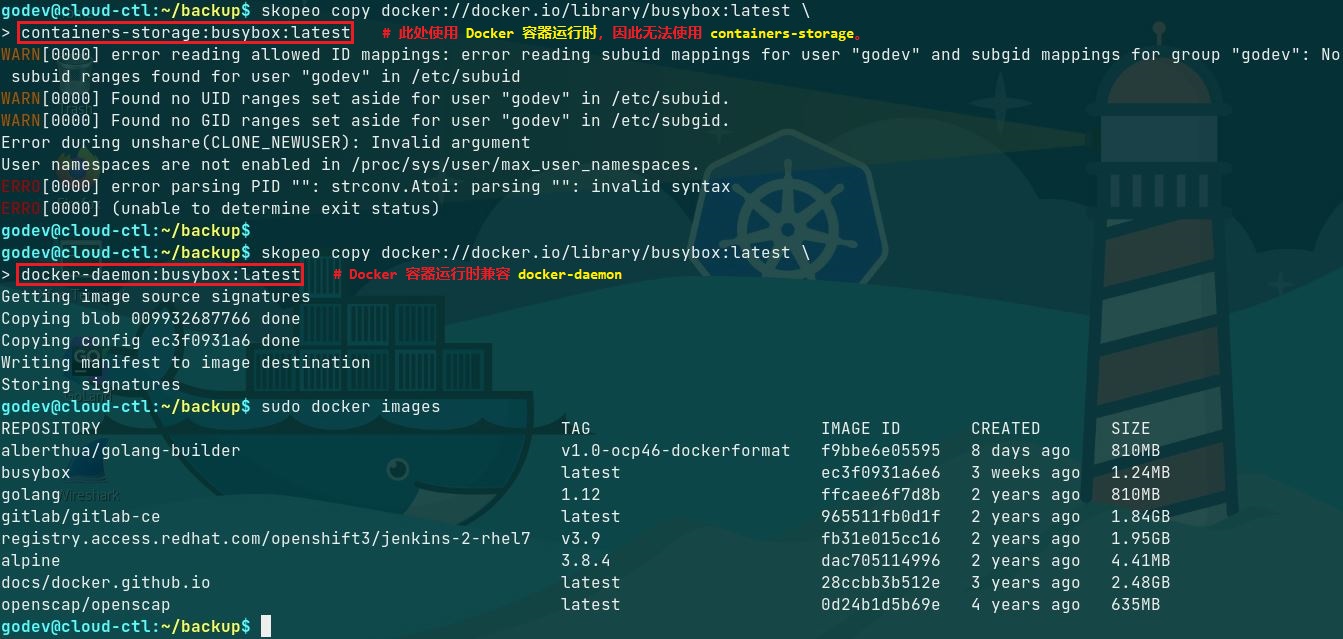 godev@cloud-ctl:~/backup$ skopeo copy docker://docker.io/library/busybox:latest \
> containers-storage:busybox:latest # 此处使用 Docker 容器运行时，因此无法使用 containers-storage。
WARN[0000] error reading allowed ID mappings: error reading subuid mappings for user "godev" and subgid mappings for group "godev": No
subuid ranges found for user "godev" in /etc/subuid
WARN[0000] Found no UID ranges set aside for user "godev" in /etc/subuid.
WARN[0000] Found no GID ranges set aside for user "godev" in /etc/subgid.
Error during unshare(CLONE_NEWUSER): Invalid argument
User namespaces are not enabled in /proc/sys/user/max_user_namespaces.
ERRO[0000] error parsing PID "": strconv.Atoi: parsing "": invalid syntax
ERRO[0000] (unable to determine exit status)
godev@cloud-ctl:~/backup$
godev@cloud-ctl:~/backup$ skopeo copy docker://docker.io/library/busybox:latest \
> docker-daemon:busybox:latest # Docker 容器运行时兼容 docker-daemon
Getting image source signatures
Copying blob 009932687766 done
Copying config ec3f0931a6 done
Writing manifest to image destination
Storing signatures
godev@cloud-ctl:~/backup$ sudo docker images
REPOSITORY TAG IMAGE ID CREATED SIZE
alberthua/golang-builder v1.0-ocp46-dockerformat f9bbe6e05595 8 days ago 810MB
busybox latest ec3f0931a6e6 3 weeks ago 1.24MB
golang 1.12 ffcaee6f7d8b 2 years ago 810MB
gitlab/gitlab-ce latest 965511fb0d1f 2 years ago 1.84GB
registry.access.redhat.com/openshift3/jenkins-2-rhel7 v3.9 fb31e015cc16 2 years ago 1.95GB
alpine 3.8.4 dac705114996 2 years ago 4.41MB
docs/docker.github.io latest 28ccbb3b512e 3 years ago 2.48GB
openscap/openscap latest 0d24b1d5b69e 4 years ago 635MB
godev@cloud-ctl:~/backup$
Wireshark